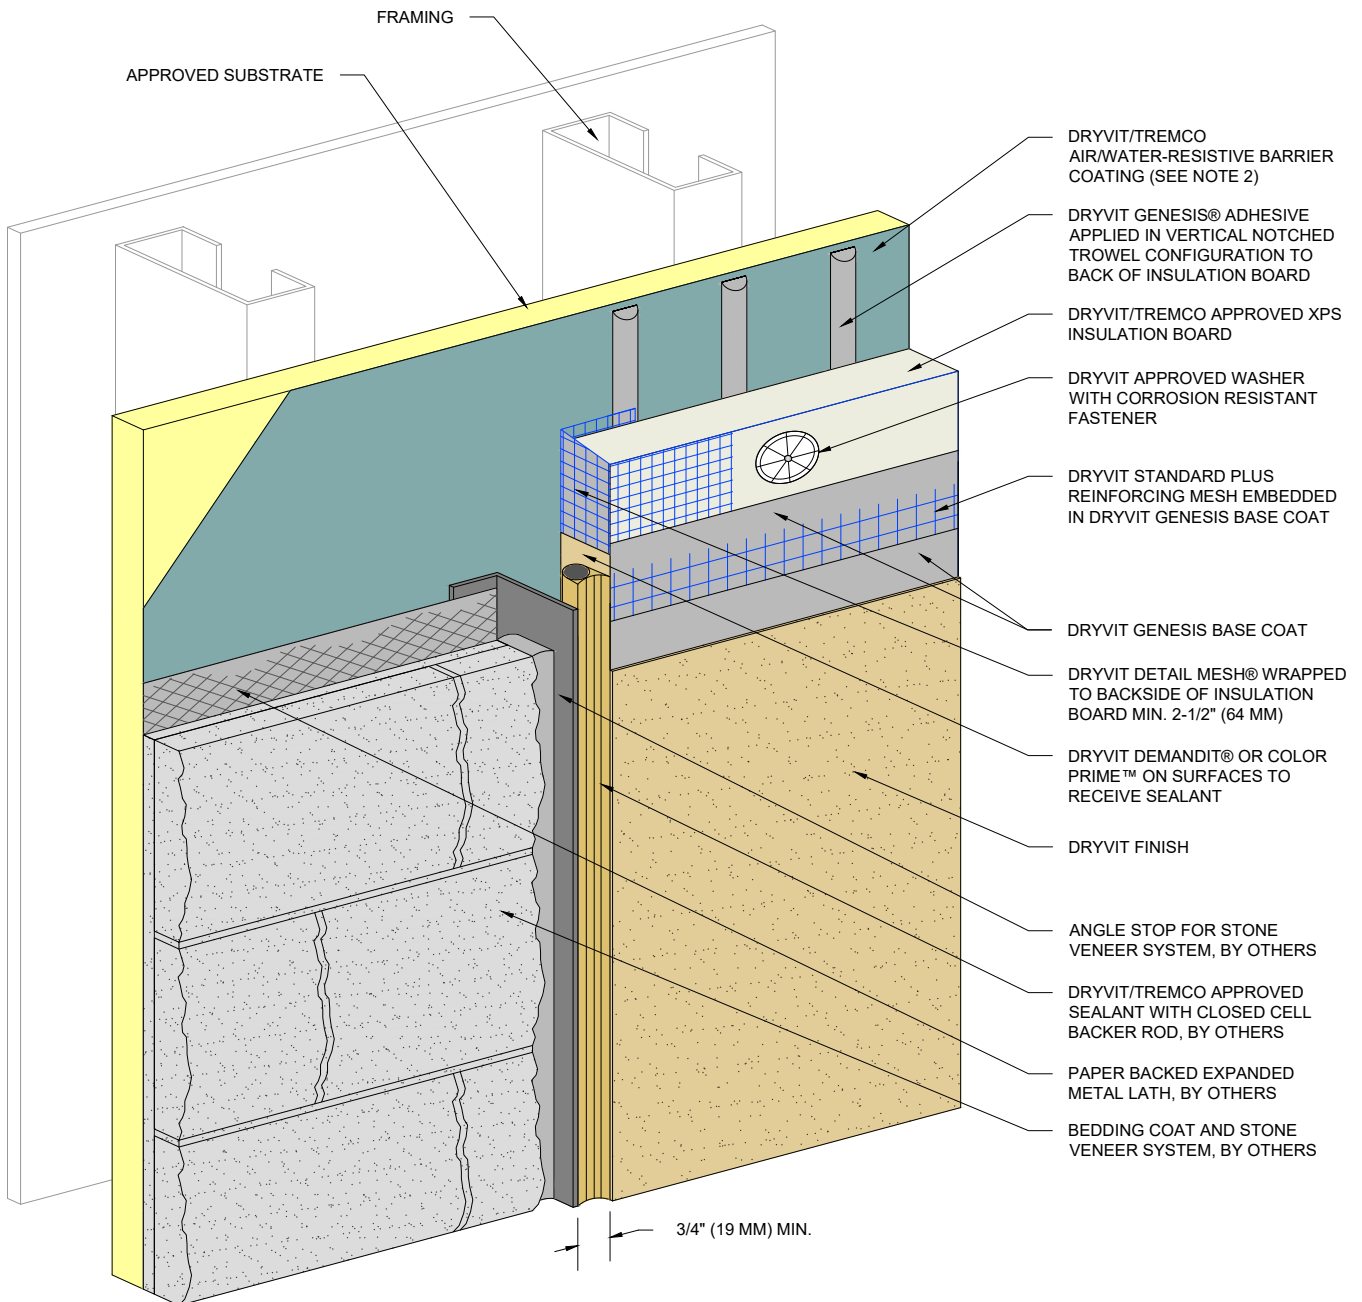 FRAMING
APPROVED SUBSTRATE
DRYVIT/TREMCO
AIR/WATER-RESISTIVE BARRIER
COATING (SEE NOTE 2)
DRYVIT GENESIS® ADHESIVE
APPLIED IN VERTICAL NOTCHED
TROWEL CONFIGURATION TO
BACK OF INSULATION BOARD
DRYVIT/TREMCO APPROVED XPS
INSULATION BOARD
DRYVIT APPROVED WASHER
WITH CORROSION RESISTANT
FASTENER
DRYVIT STANDARD PLUS
REINFORCING MESH EMBEDDED
IN DRYVIT GENESIS BASE COAT
DRYVIT GENESIS BASE COAT
DRYVIT DETAIL MESH® WRAPPED
TO BACKSIDE OF INSULATION
BOARD MIN. 2-1/2" (64 MM)
DRYVIT DEMANDIT® OR COLOR
PRIME™ ON SURFACES TO
RECEIVE SEALANT
DRYVIT FINISH
ANGLE STOP FOR STONE
VENEER SYSTEM, BY OTHERS
DRYVIT/TREMCO APPROVED
SEALANT WITH CLOSED CELL
BACKER ROD, BY OTHERS
PAPER BACKED EXPANDED
METAL LATH, BY OTHERS
BEDDING COAT AND STONE
VENEER SYSTEM, BY OTHERS
3/4" (19 MM) MIN.